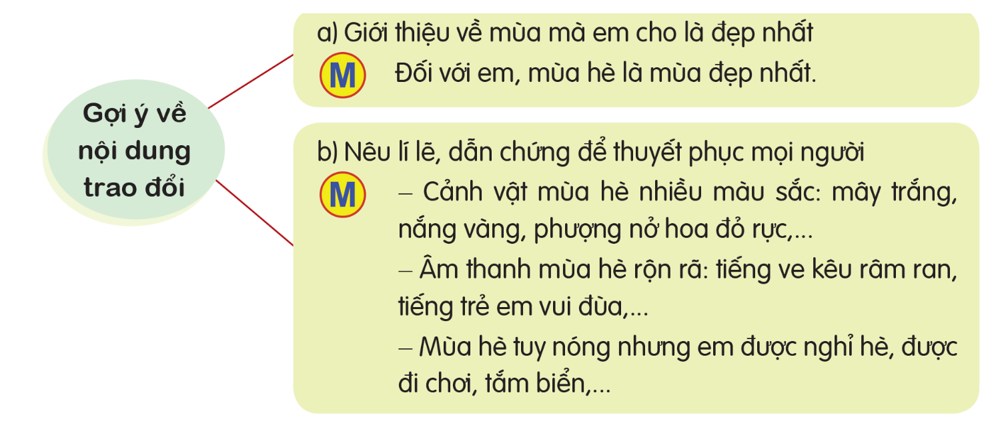 Gợi ý về
nội dung
trao đổi
a) Giới thiệu về mùa mà em cho là đẹp nhất
M Đối với em, mùa hè là mùa đẹp nhất.
b) Nêu lí lẽ, dẫn chứng để thuyết phục mọi người
M – Cảnh vật mùa hè nhiều màu sắc: mây trắng,
nắng vàng, phượng nở hoa đỏ rực,...
– Âm thanh mùa hè rộn rã: tiếng ve kêu râm ran,
tiếng trẻ em vui đùa,...
– Mùa hè tuy nóng nhưng em được nghỉ hè, được
đi chơi, tắm biển,...